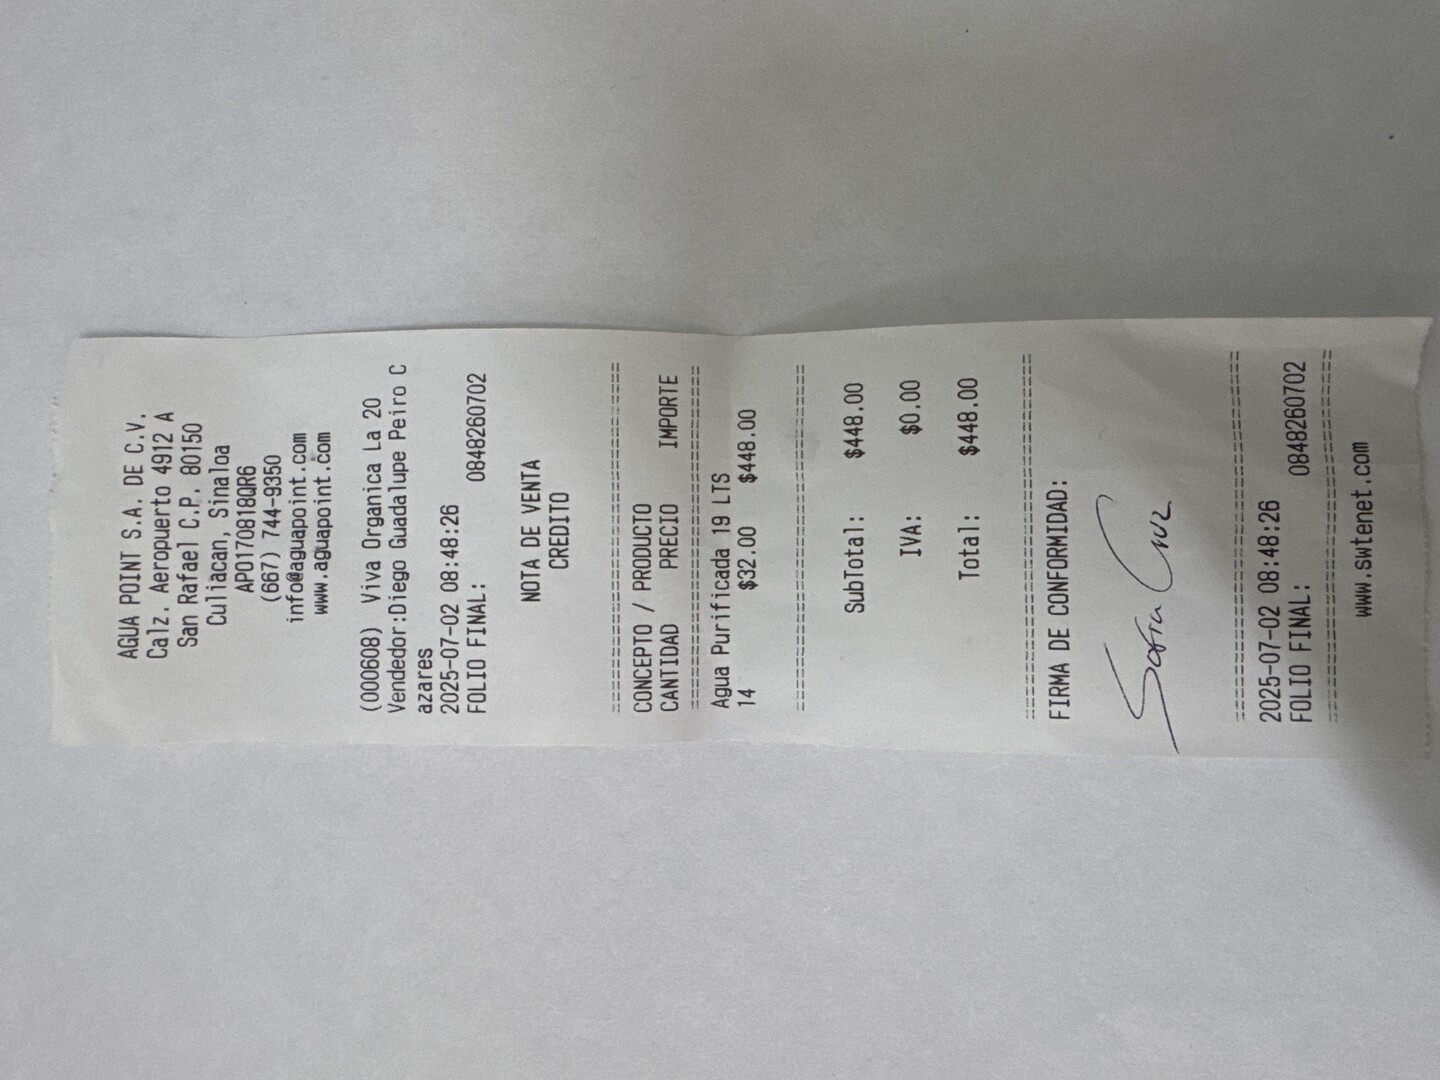 AGUA POINT S.A. DE C.V.
Calz. Aeropuerto 4912 A
San Rafael C.P. 80150
Culiacan, Sinaloa
APO170818QR6
(667) 744-9350
info@aguapoint.com
www.aguapoint.com
(000608) Viva Organica La 20
Vendedor:Diego Guadalupe Peiro C
azares
2025-07-02 08:48:26
FOLIO FINAL: 0848260702
NOTA DE VENTA
CREDITO
================================
CONCEPTO / PRODUCTO
CANTIDAD PRECIO IMPORTE
================================
Agua Purificada 19 LTS
14 $32.00 $448.00
================================
SubTotal: $448.00
IVA: $0.00
Total: $448.00
================================
FIRMA DE CONFORMIDAD:
Sofia Cruz
================================
2025-07-02 08:48:26
FOLIO FINAL: 0848260702
================================
www.swtenet.com